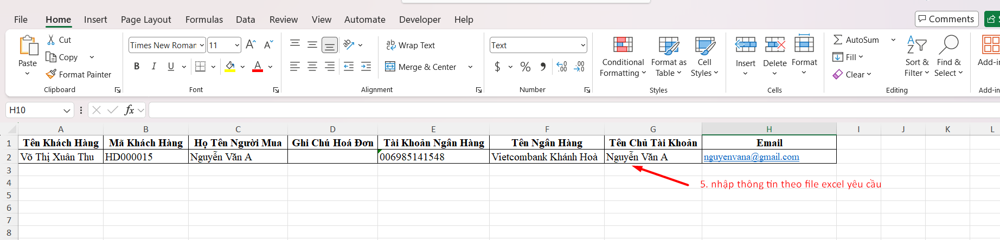 File Home Insert Page Layout Formulas Data Review View Automate Developer Help Comments
Paste Cut Copy Format Painter Clipboard
Times New Roman 11 A A B I U A Font
ab Wrap Text Merge & Center Alignment
Text $ % , .00 .00 Number
Conditional Formatting Format as Table Cell Styles Styles
Insert Delete Format Cells
AutoSum Fill Clear Sort & Filter Find & Select Editing
H10 fx
A B C D E F G H I J K L
1 Tên Khách Hàng Mã Khách Hàng Họ Tên Người Mua Ghi Chú Hoá Đơn Tài Khoản Ngân Hàng Tên Ngân Hàng Tên Chủ Tài Khoản Email
2 Võ Thị Xuân Thu HD000015 Nguyễn Văn A 006985141548 Vietcombank Khánh Hoà Nguyễn Văn A nguyenvana@gmail.com
3
4 5. nhập thông tin theo file excel yêu cầu
5
6
7
8